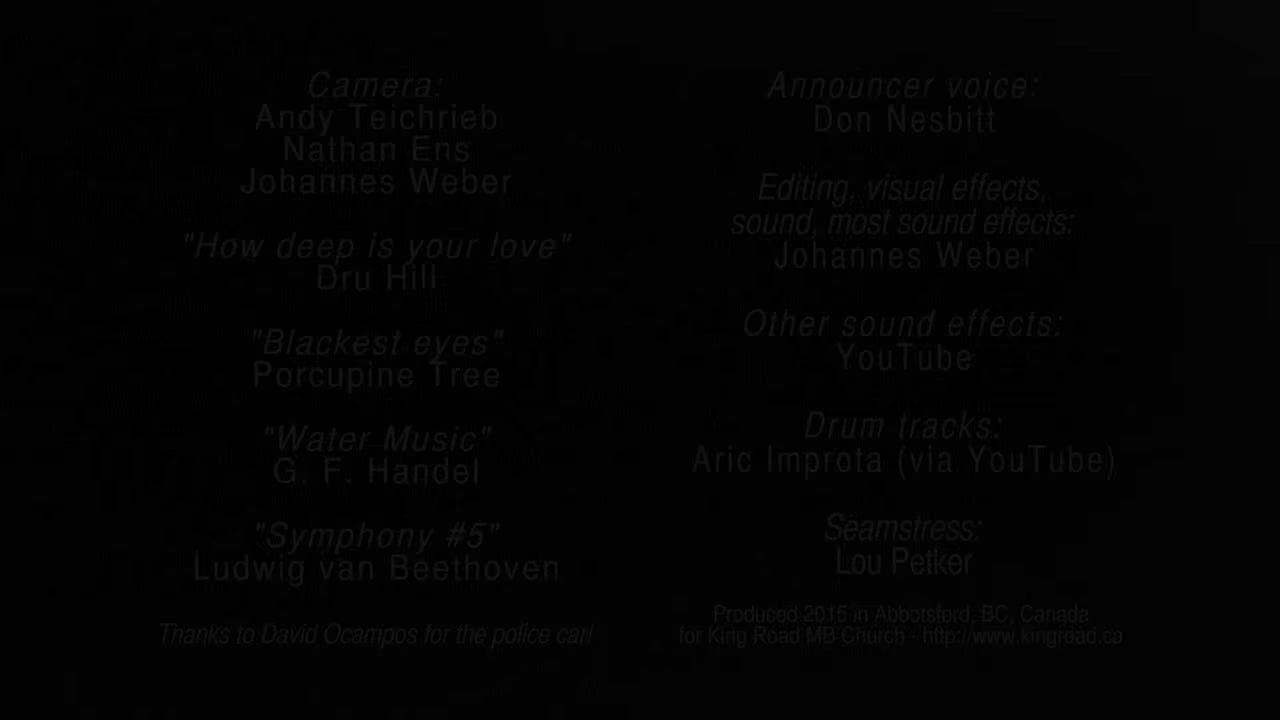 Camera:
Andy Teichrieb
Nathan Ens
Johannes Weber
"How deep is your love"
Dru Hill
"Blackest eyes"
Porcupine Tree
"Water Music"
G. F. Handel
"Symphony #5"
Ludwig van Beethoven
Thanks to David Ocampos for the police car!
Announcer voice:
Don Nesbitt
Editing, visual effects,
sound, most sound effects:
Johannes Weber
Other sound effects:
YouTube
Drum tracks:
Aric Improta (via YouTube)
Seamstress:
Lou Petker
Produced 2015 in Abbotsford, BC, Canada
for King Road MB Church - http://www.kingroad.ca